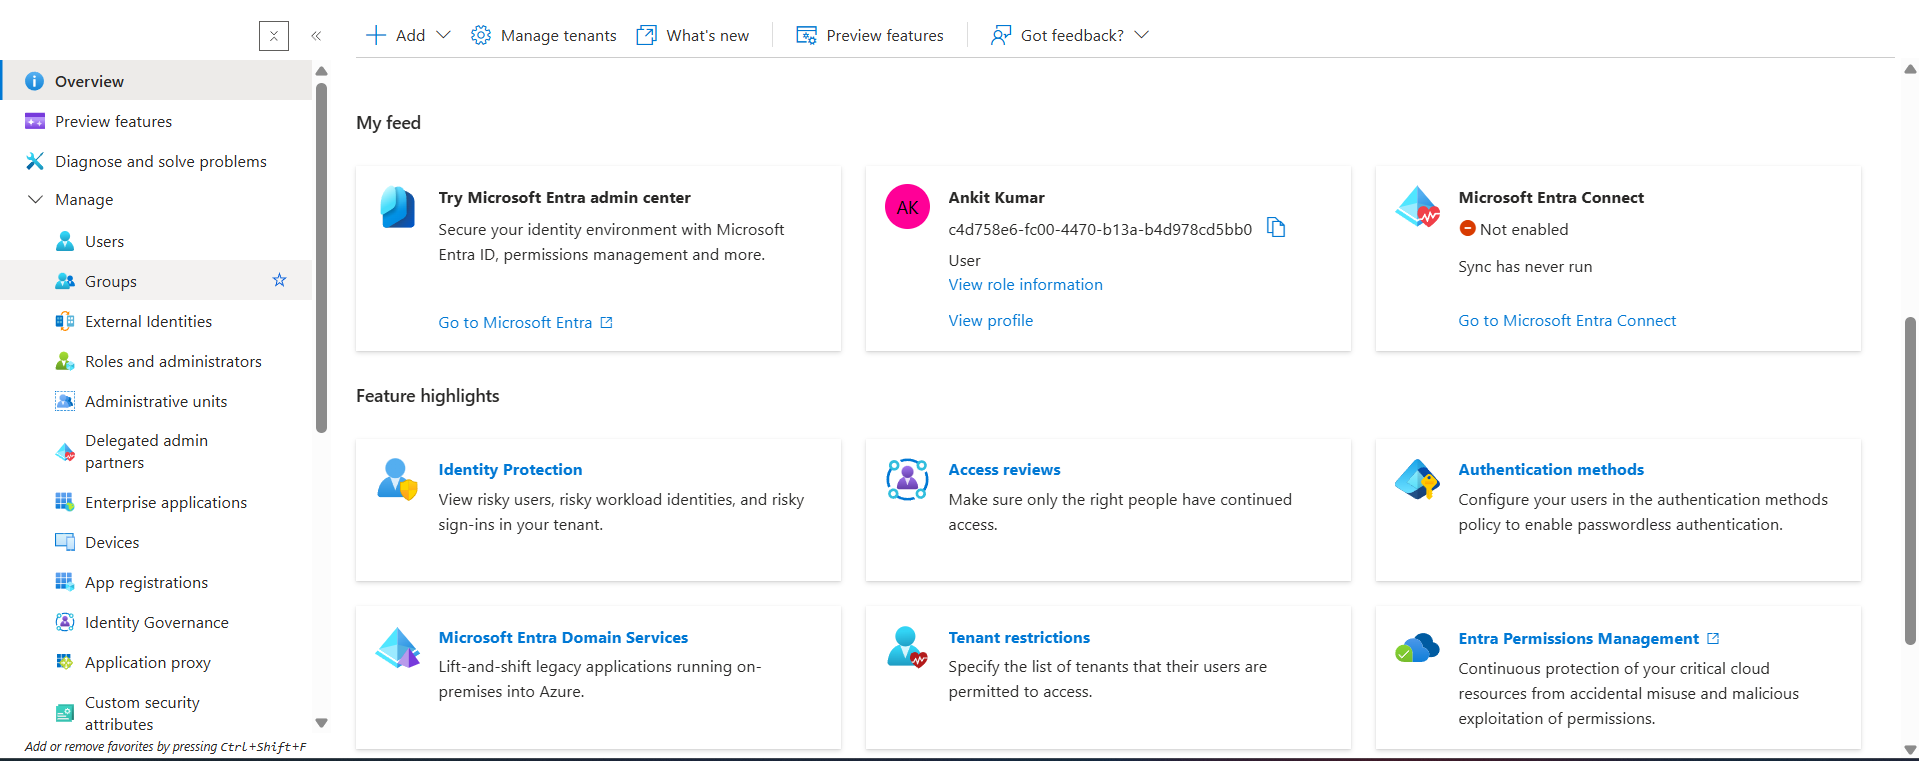 Add
Manage tenants
What's new
Preview features
Got feedback?
Overview
Preview features
Diagnose and solve problems
Manage
Users
Groups
External Identities
Roles and administrators
Administrative units
Delegated admin
partners
Enterprise applications
Devices
App registrations
Identity Governance
Application proxy
Custom security
attributes
Add or remove favorites by pressing Ctrl+Shift+F
My feed
Try Microsoft Entra admin center
Secure your identity environment with Microsoft
Entra ID, permissions management and more.
Go to Microsoft Entra
AK
Ankit Kumar
c4d758e6-fc00-4470-b13a-b4d978cd5bb0
User
View role information
View profile
Microsoft Entra Connect
Not enabled
Sync has never run
Go to Microsoft Entra Connect
Feature highlights
Identity Protection
View risky users, risky workload identities, and risky
sign-ins in your tenant.
Access reviews
Make sure only the right people have continued
access.
Authentication methods
Configure your users in the authentication methods
policy to enable passwordless authentication.
Microsoft Entra Domain Services
Lift-and-shift legacy applications running on-
premises into Azure.
Tenant restrictions
Specify the list of tenants that their users are
permitted to access.
Entra Permissions Management
Continuous protection of your critical cloud
resources from accidental misuse and malicious
exploitation of permissions.